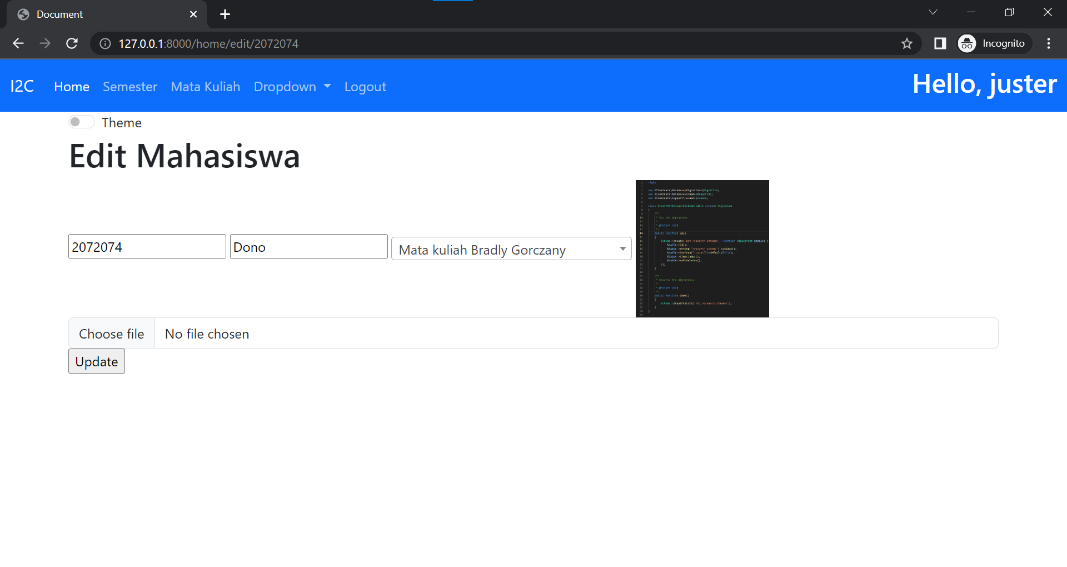 Document
127.0.0.1:8000/home/edit/2072074
Incognito
I2C Home Semester Mata Kuliah Dropdown Logout Hello, juster
Theme
Edit Mahasiswa
2072074 Dono Mata kuliah Bradly Gorczany
Choose file No file chosen
Update